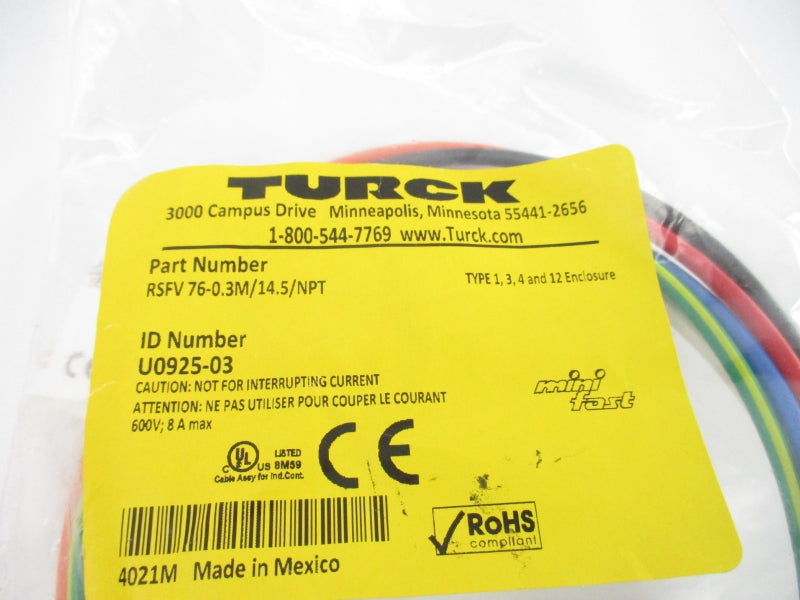 TURCK
3000 Campus Drive Minneapolis, Minnesota 55441-2656
1-800-544-7769 www.Turck.com
Part Number
RSFV 76-0.3M/14.5/NPT
TYPE 1, 3, 4 and 12 Enclosure
ID Number
U0925-03
CAUTION: NOT FOR INTERRUPTING CURRENT
ATTENTION: NE PAS UTILISER POUR COUPER LE COURANT
600V; 8 A max
mini
fast
C UL US LISTED 8M59
Cable Assy for Ind.Cont.
CE
RoHS
compliant
4021M Made in Mexico